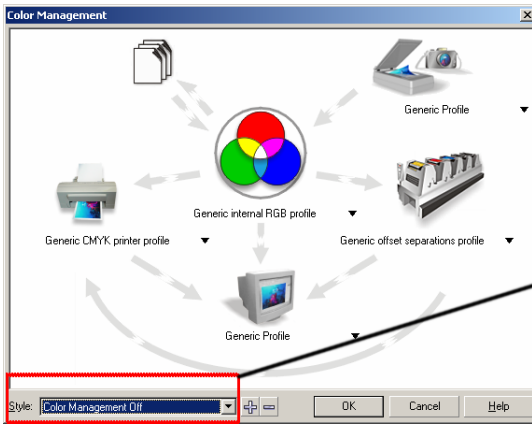 Color Management
Generic Profile
Generic internal RGB profile
Generic CMYK printer profile
Generic offset separations profile
Generic Profile
Style: Color Management Off
OK
Cancel
Help